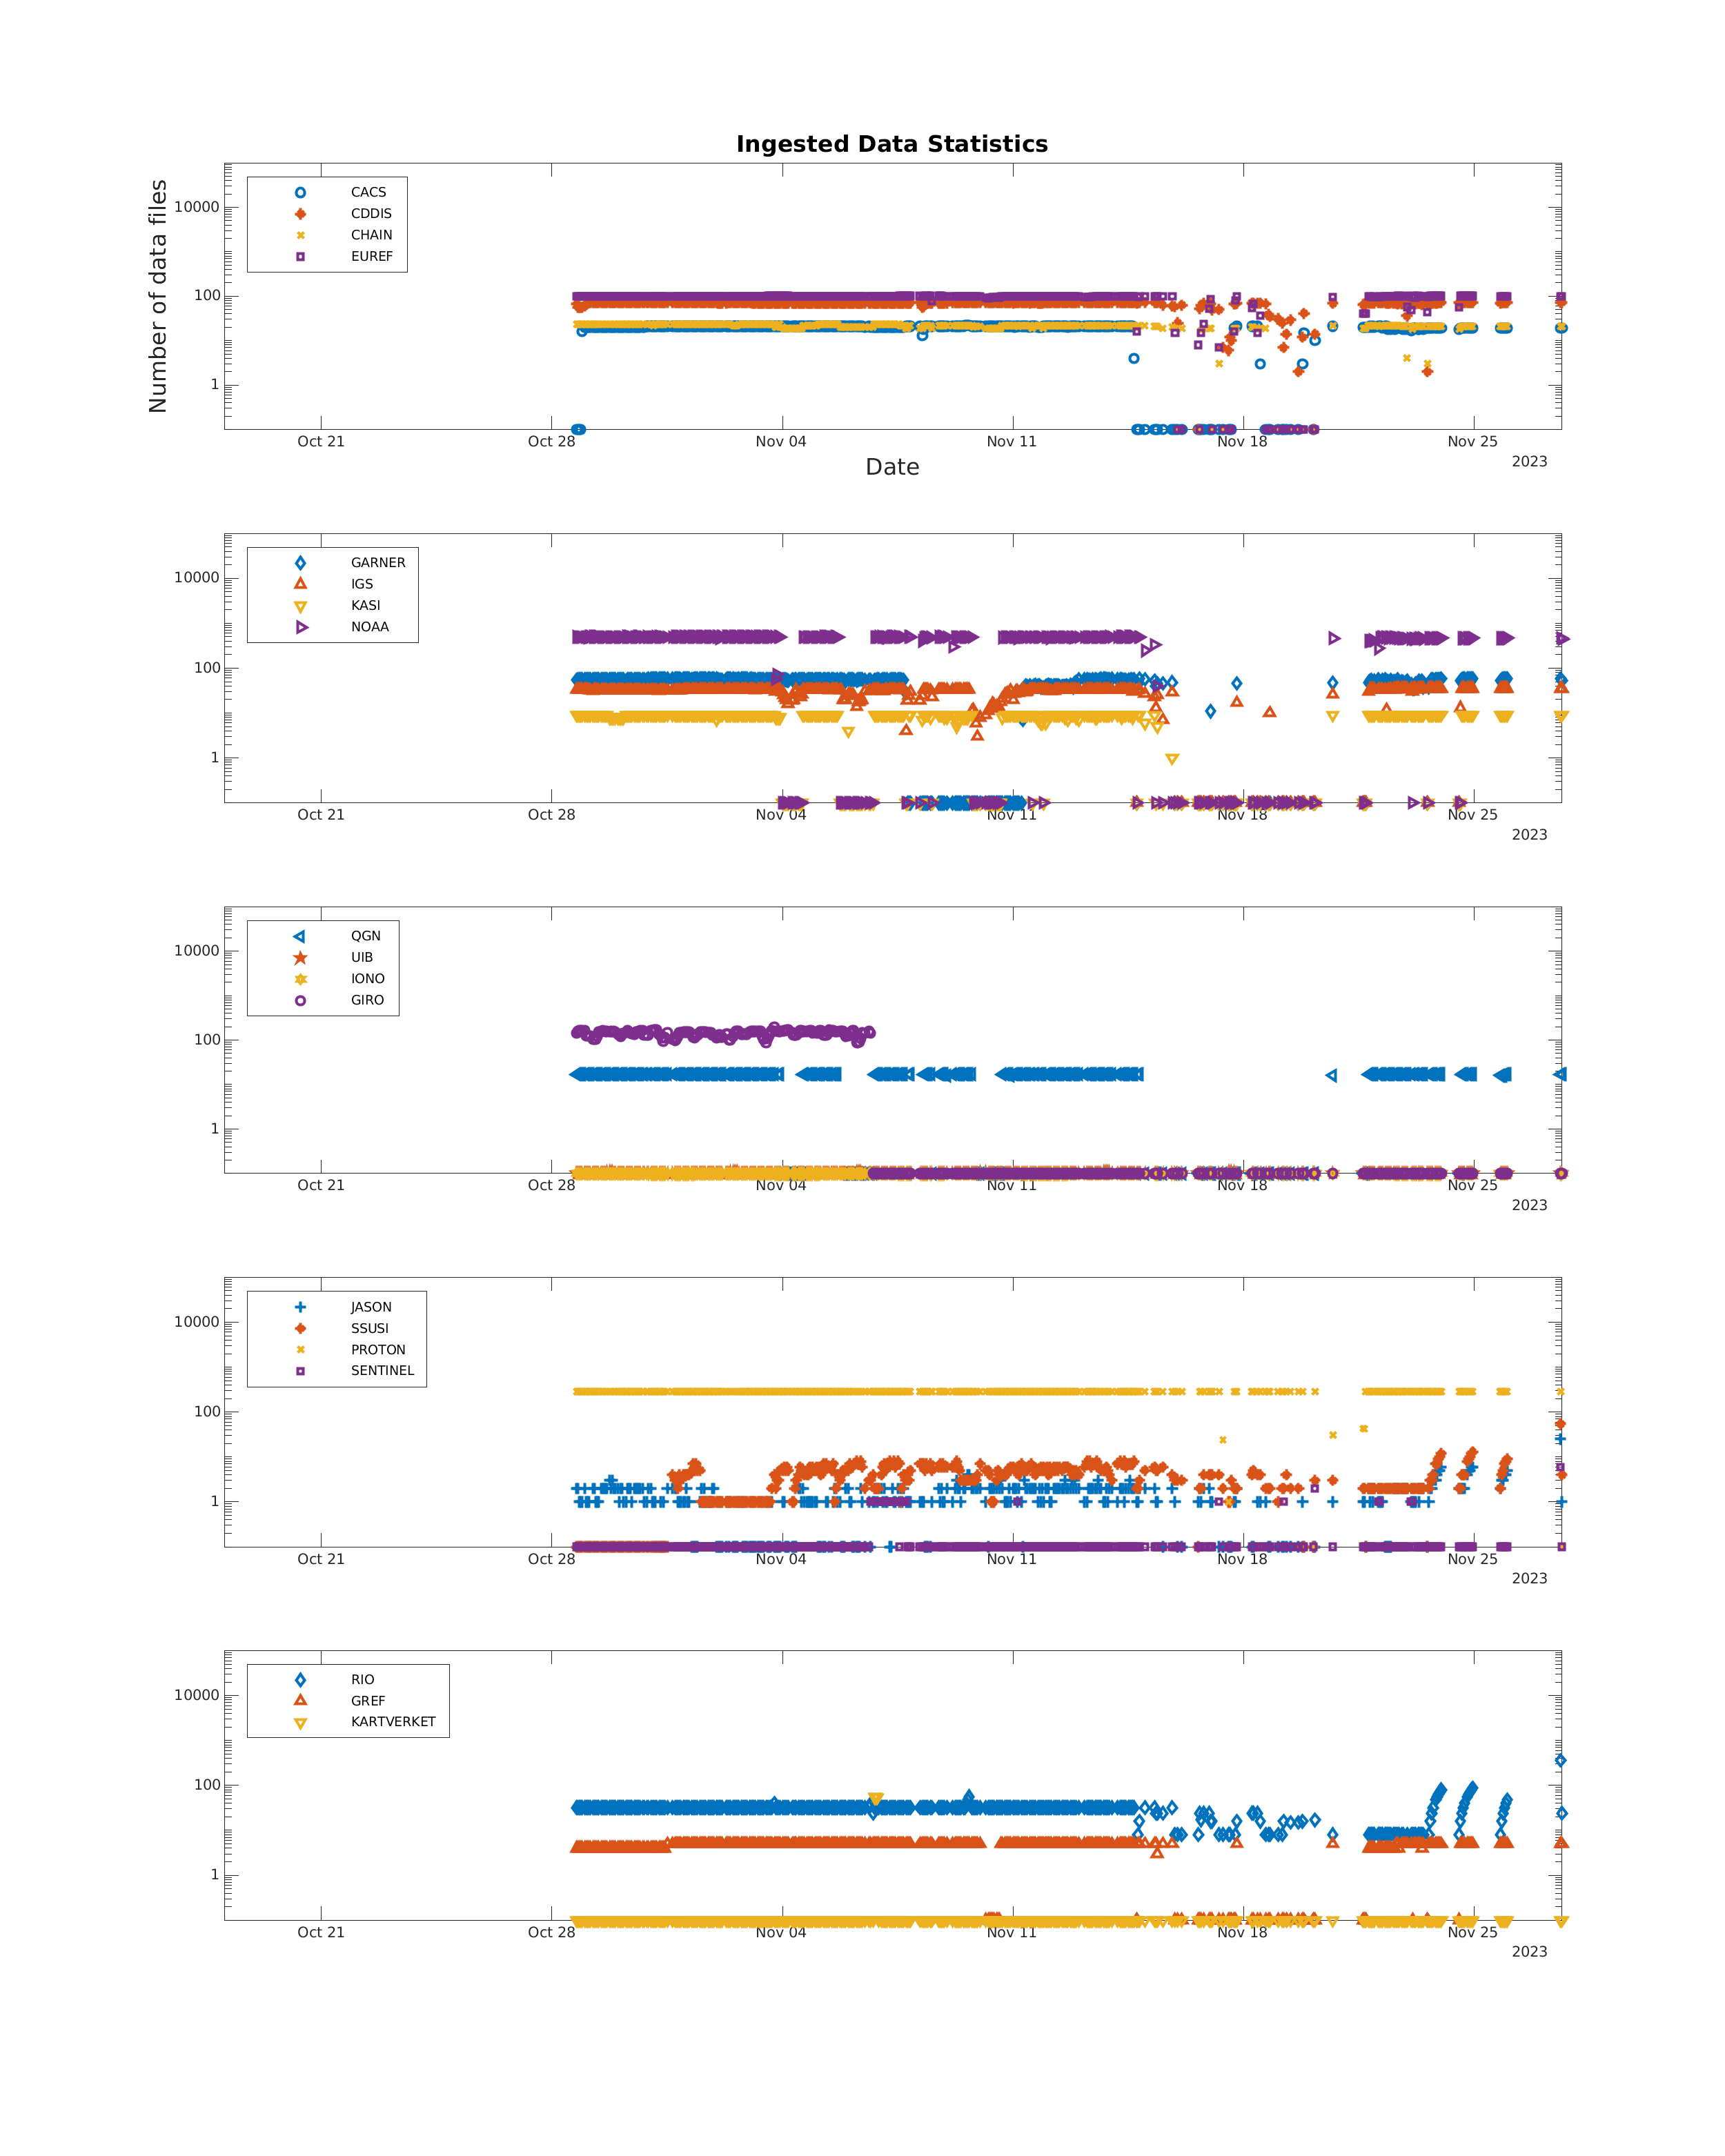 Ingested Data Statistics
Number of data files
CACS
CDDIS
CHAIN
EUREF
10000
100
1
Oct 21 Oct 28 Nov 04 Nov 11 Nov 18 Nov 25
2023
Date
GARNER
IGS
KASI
NOAA
10000
100
1
Oct 21 Oct 28 Nov 04 Nov 11 Nov 18 Nov 25
2023
QGN
UIB
IONO
GIRO
10000
100
1
Oct 21 Oct 28 Nov 04 Nov 11 Nov 18 Nov 25
2023
JASON
SSUSI
PROTON
SENTINEL
10000
100
1
Oct 21 Oct 28 Nov 04 Nov 11 Nov 18 Nov 25
2023
RIO
GREF
KARTVERKET
10000
100
1
Oct 21 Oct 28 Nov 04 Nov 11 Nov 18 Nov 25
2023